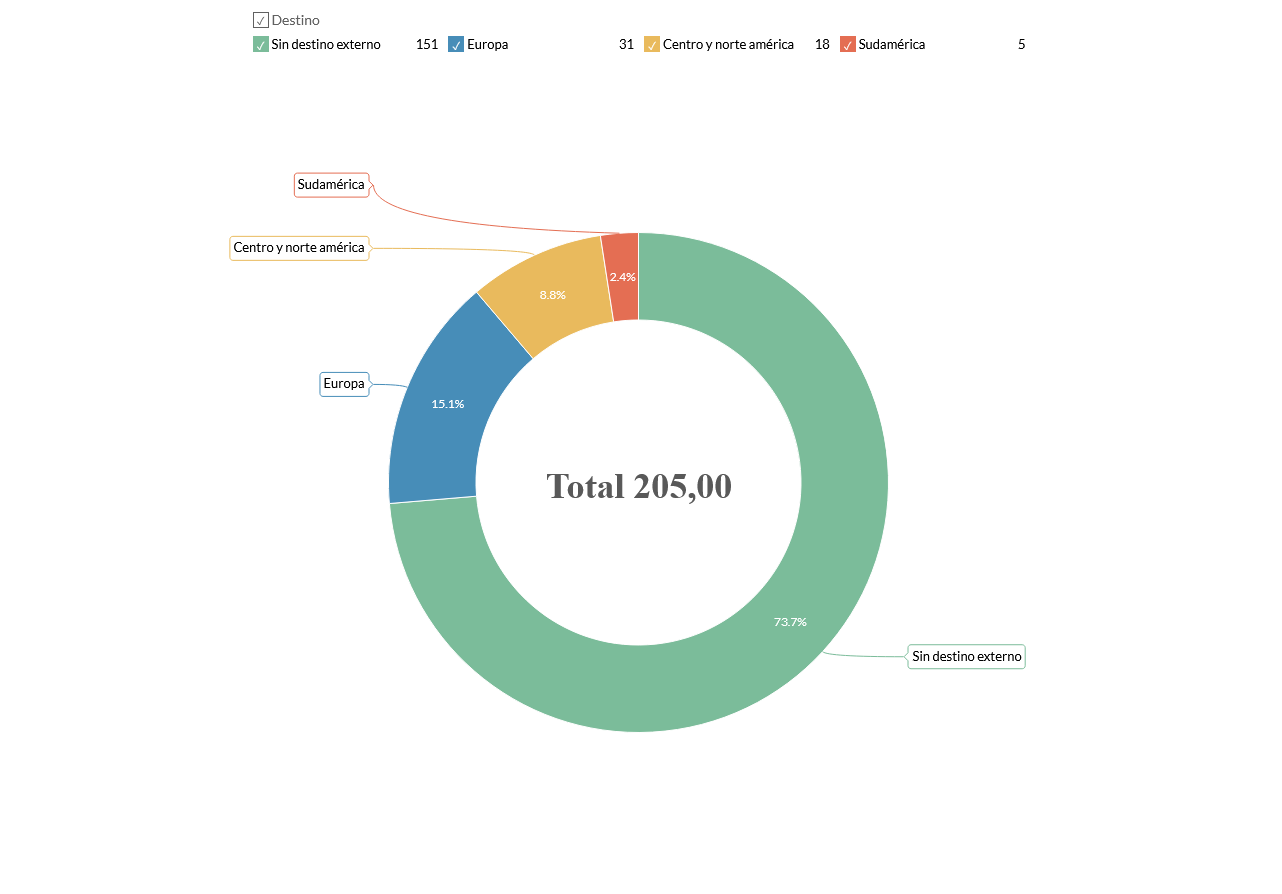 Destino
Sin destino externo 151 Europa 31 Centro y norte américa 18 Sudamérica 5
Sudamérica
Centro y norte américa
2.4%
8.8%
Europa
15.1%
Total 205,00
73.7%
Sin destino externo